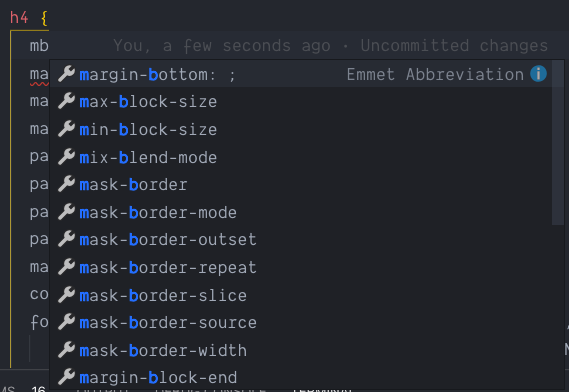 h4 {
mb You, a few seconds ago · Uncommitted changes
ma margin-bottom: ; Emmet Abbreviation
ma max-block-size
ma min-block-size
pa mix-blend-mode
pa mask-border
pa mask-border-mode
pa mask-border-outset
ma mask-border-repeat
co mask-border-slice
fo mask-border-source
mask-border-width
margin-block-end
16